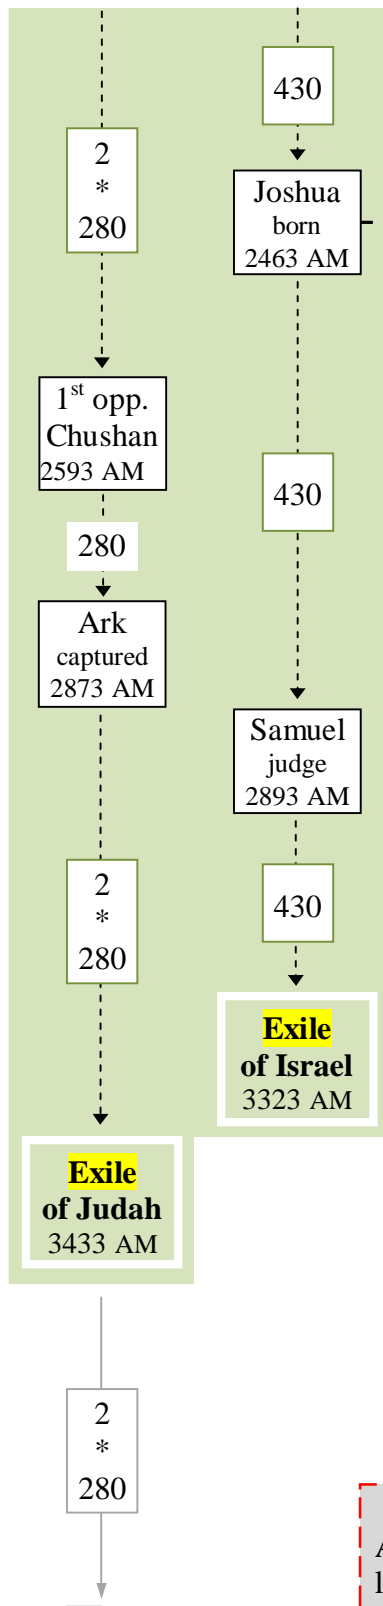 2
*
280
1st opp.
Chushan
2593 AM
280
Ark
captured
2873 AM
2
*
280
Exile
of Judah
3433 AM
2
*
280
430
Joshua
born
2463 AM
430
Samuel
judge
2893 AM
430
Exile
of Israel
3323 AM
A
l